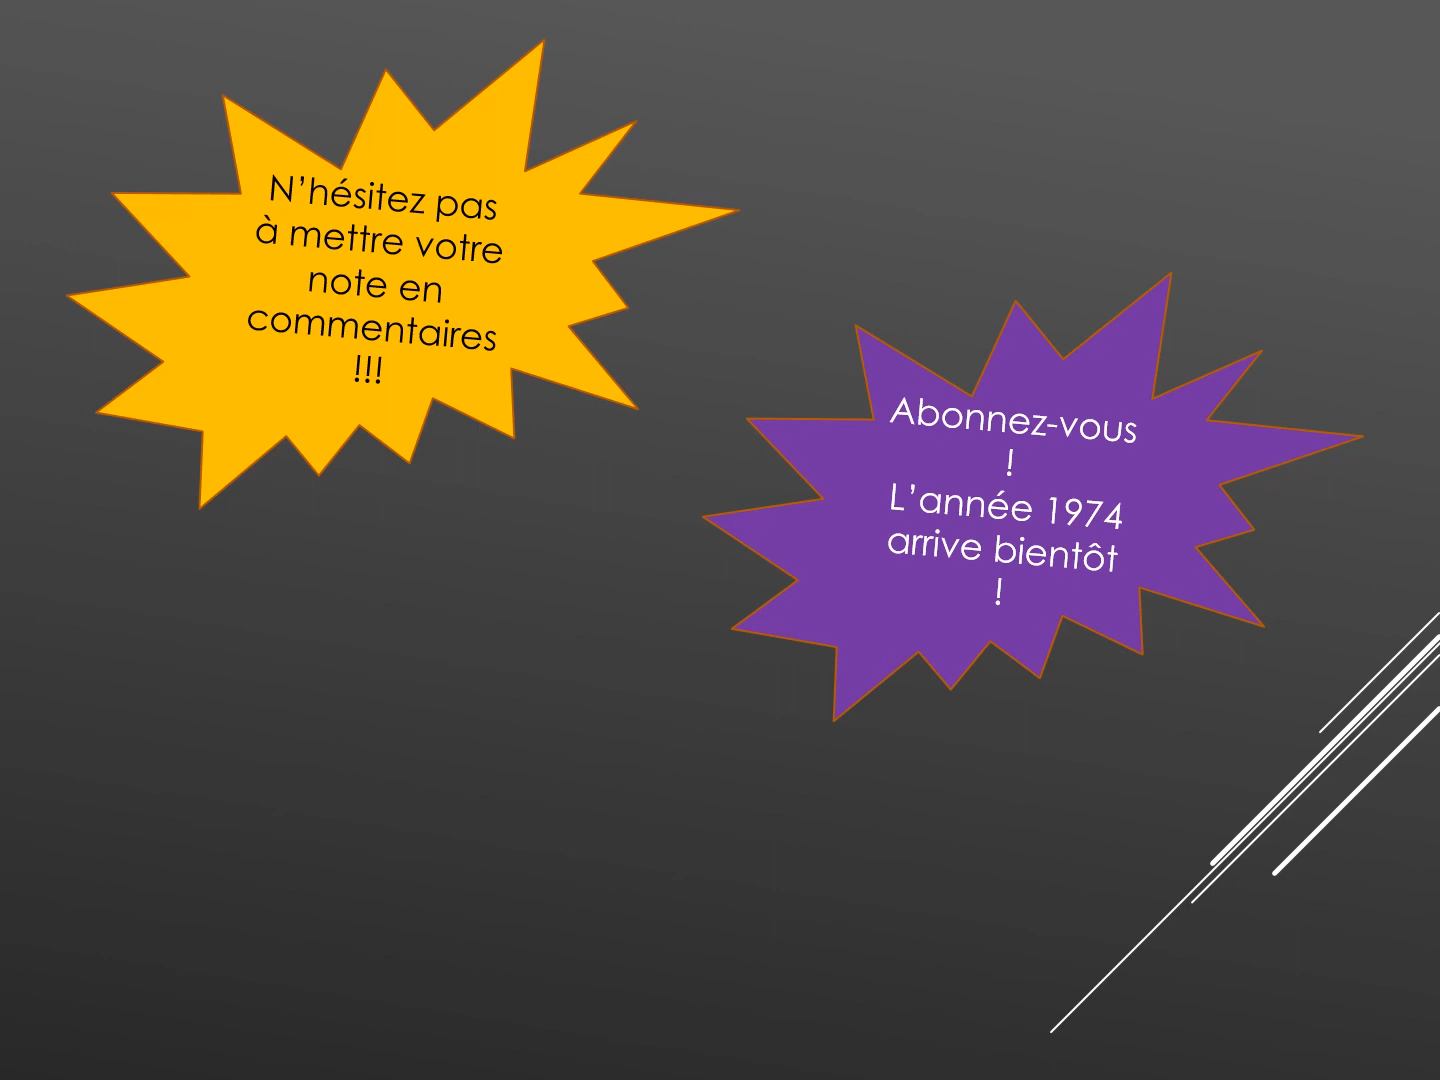 N’hésitez pas
à mettre votre
note en
commentaires
!!!
Abonnez-vous
!
L’année 1974
arrive bientôt
!